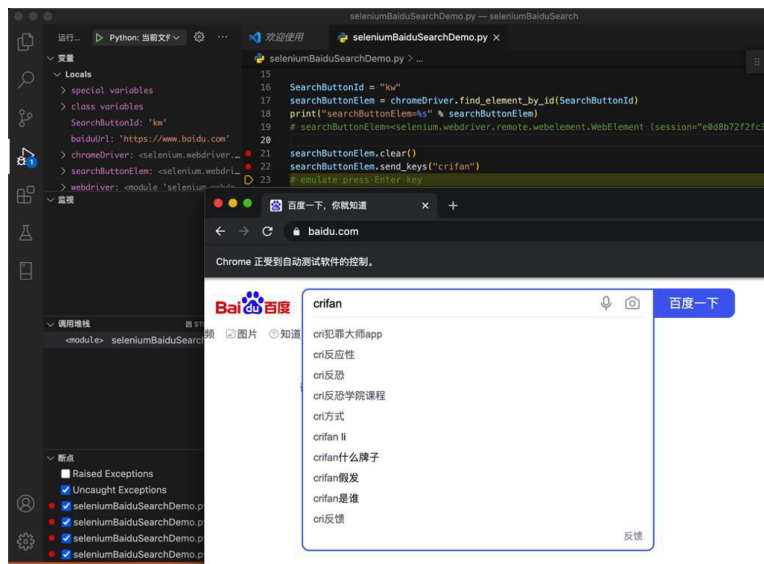 seleniumBaiduSearchDemo.py — seleniumBaiduSearch
运行...
Python: 当前文件
欢迎使用
seleniumBaiduSearchDemo.py
变量
Locals
special variables
class variables
SearchButtonId: 'kw'
baiduUrl: 'https://www.baidu.com'
chromeDriver: <selenium.webdriver...
searchButtonElem: <selenium.webdri...
webdriver: <module 'selenium
1
seleniumBaiduSearchDemo.py > ...
15
16 SearchButtonId = "kw"
17 searchButtonElem = chromeDriver.find_element_by_id(SearchButtonId)
18 print("searchButtonElem=%s" % searchButtonElem)
19 # searchButtonElem=<selenium.webdriver.remote.webelement.WebElement (session="e0d8b72f2fc3
20
21 searchButtonElem.clear()
22 searchButtonElem.send_keys("crifan")
23 # emulate press Enter key
监视
调用堆栈
<module> seleniumBaiduSearch
断点
Raised Exceptions
Uncaught Exceptions
seleniumBaiduSearchDemo.p
seleniumBaiduSearchDemo.p
seleniumBaiduSearchDemo.p
seleniumBaiduSearchDemo.p
百度一下，你就知道
baidu.com
Chrome 正受到自动测试软件的控制。
Bai du 百度
crifan
百度一下
频 图片 知道
cri犯罪大师app
cri反应性
cri反恐
cri反恐学院课程
cri方式
crifan li
crifan什么牌子
crifan假发
crifan是谁
cri反馈
反馈